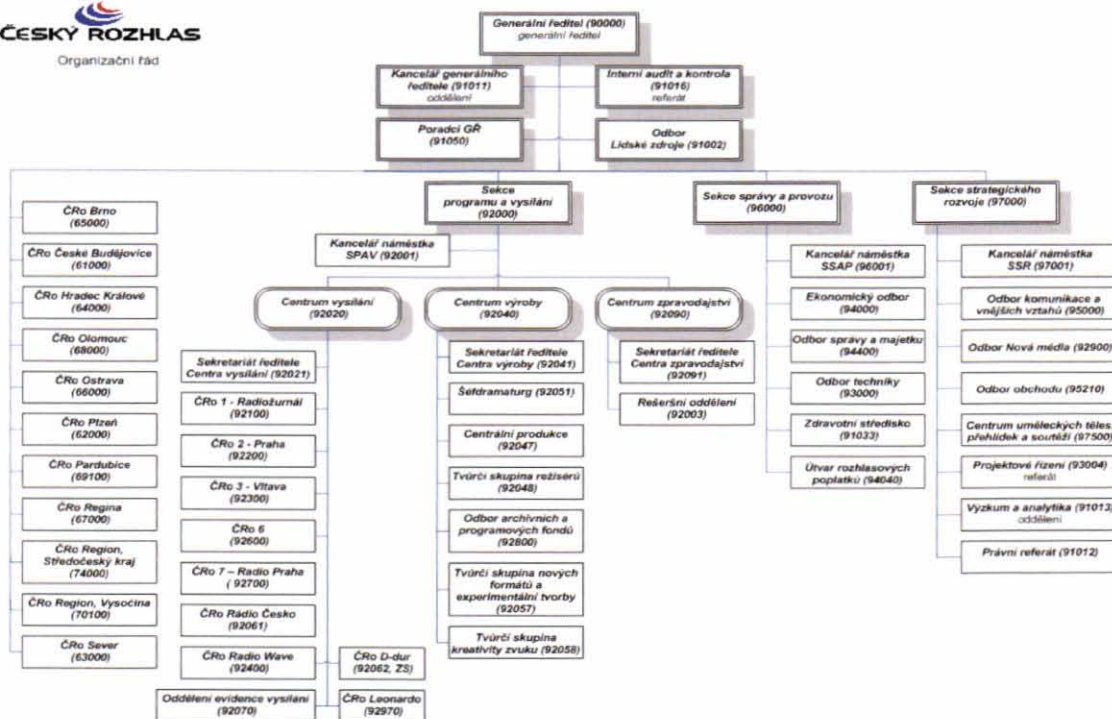 ČESKÝ ROZHLAS
Organizační řád
Generální ředitel (90000)
generální ředitel
Kancelář generálního
ředitele (91011)
oddělení
Interní audit a kontrola
(91016)
referát
Poradci GŘ
(91050)
Odbor
Lidské zdroje (91002)
Sekce
programu a vysílání
(92000)
Sekce správy a provozu
(96000)
Sekce strategického
rozvoje (97000)
ČRo Brno
(65000)
ČRo České Budějovice
(61000)
ČRo Hradec Králové
(64000)
ČRo Olomouc
(68000)
ČRo Ostrava
(66000)
ČRo Plzeň
(62000)
ČRo Pardubice
(69100)
ČRo Regina
(67000)
ČRo Region,
Středočeský kraj
(74000)
ČRo Region, Vysočina
(70100)
ČRo Sever
(63000)
Kancelář náměstka
SPAV (92001)
Centrum vysílání
(92020)
Sekretariát ředitele
Centra vysílání (92021)
ČRo 1 - Radiožurnál
(92100)
ČRo 2 - Praha
(92200)
ČRo 3 - Vltava
(92300)
ČRo 6
(92600)
ČRo 7 – Radio Praha
( 92700)
ČRo Rádio Česko
(92061)
ČRo Radio Wave
(92400)
ČRo D-dur
(92062, ZS)
Oddělení evidence vysílání
(92070)
ČRo Leonardo
(92970)
Centrum výroby
(92040)
Sekretariát ředitele
Centra výroby (92041)
Šéfdramaturg (92051)
Centrální produkce
(92047)
Tvůrčí skupina režisérů
(92048)
Odbor archivních a
programových fondů
(92800)
Tvůrčí skupina nových
formátů a
experimentální tvorby
(92057)
Tvůrčí skupina
kreativity zvuku (92058)
Centrum zpravodajství
(92090)
Sekretariát ředitele
Centra zpravodajství
(92091)
Rešeršní oddělení
(92003)
Kancelář náměstka
SSAP (96001)
Ekonomický odbor
(94000)
Odbor správy a majetku
(94400)
Odbor techniky
(93000)
Zdravotní středisko
(91033)
Útvar rozhlasových
poplatků (94040)
Kancelář náměstka
SSR (97001)
Odbor komunikace a
vnějších vztahů (95000)
Odbor Nová média (92900)
Odbor obchodu (95210)
Centrum uměleckých těles,
přehlídek a soutěží (97500)
Projektové řízení (93004)
referát
Výzkum a analytika (91013)
oddělení
Právní referát (91012)